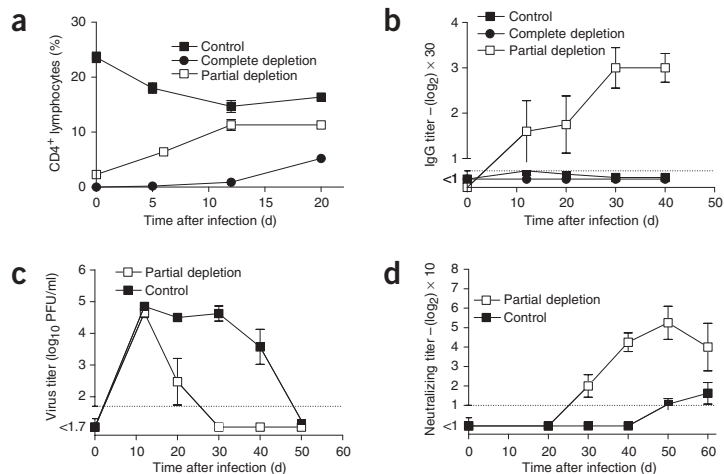 a
30
20
10
0
CD4⁺ lymphocytes (%)
Control
Complete depletion
Partial depletion
0 5 10 15 20
Time after infection (d)
b
4
3
2
1
<1
IgG titer – (log₂) × 30
Control
Complete depletion
Partial depletion
0 10 20 30 40 50
Time after infection (d)
c
6
5
4
3
2
<1.7
Virus titer (log₁₀ PFU/ml)
Partial depletion
Control
0 10 20 30 40 50 60
Time after infection (d)
d
8
7
5
4
2
1
<1
Neutralizing titer – (log₂) × 10
Partial depletion
Control
0 10 20 30 40 50 60
Time after infection (d)